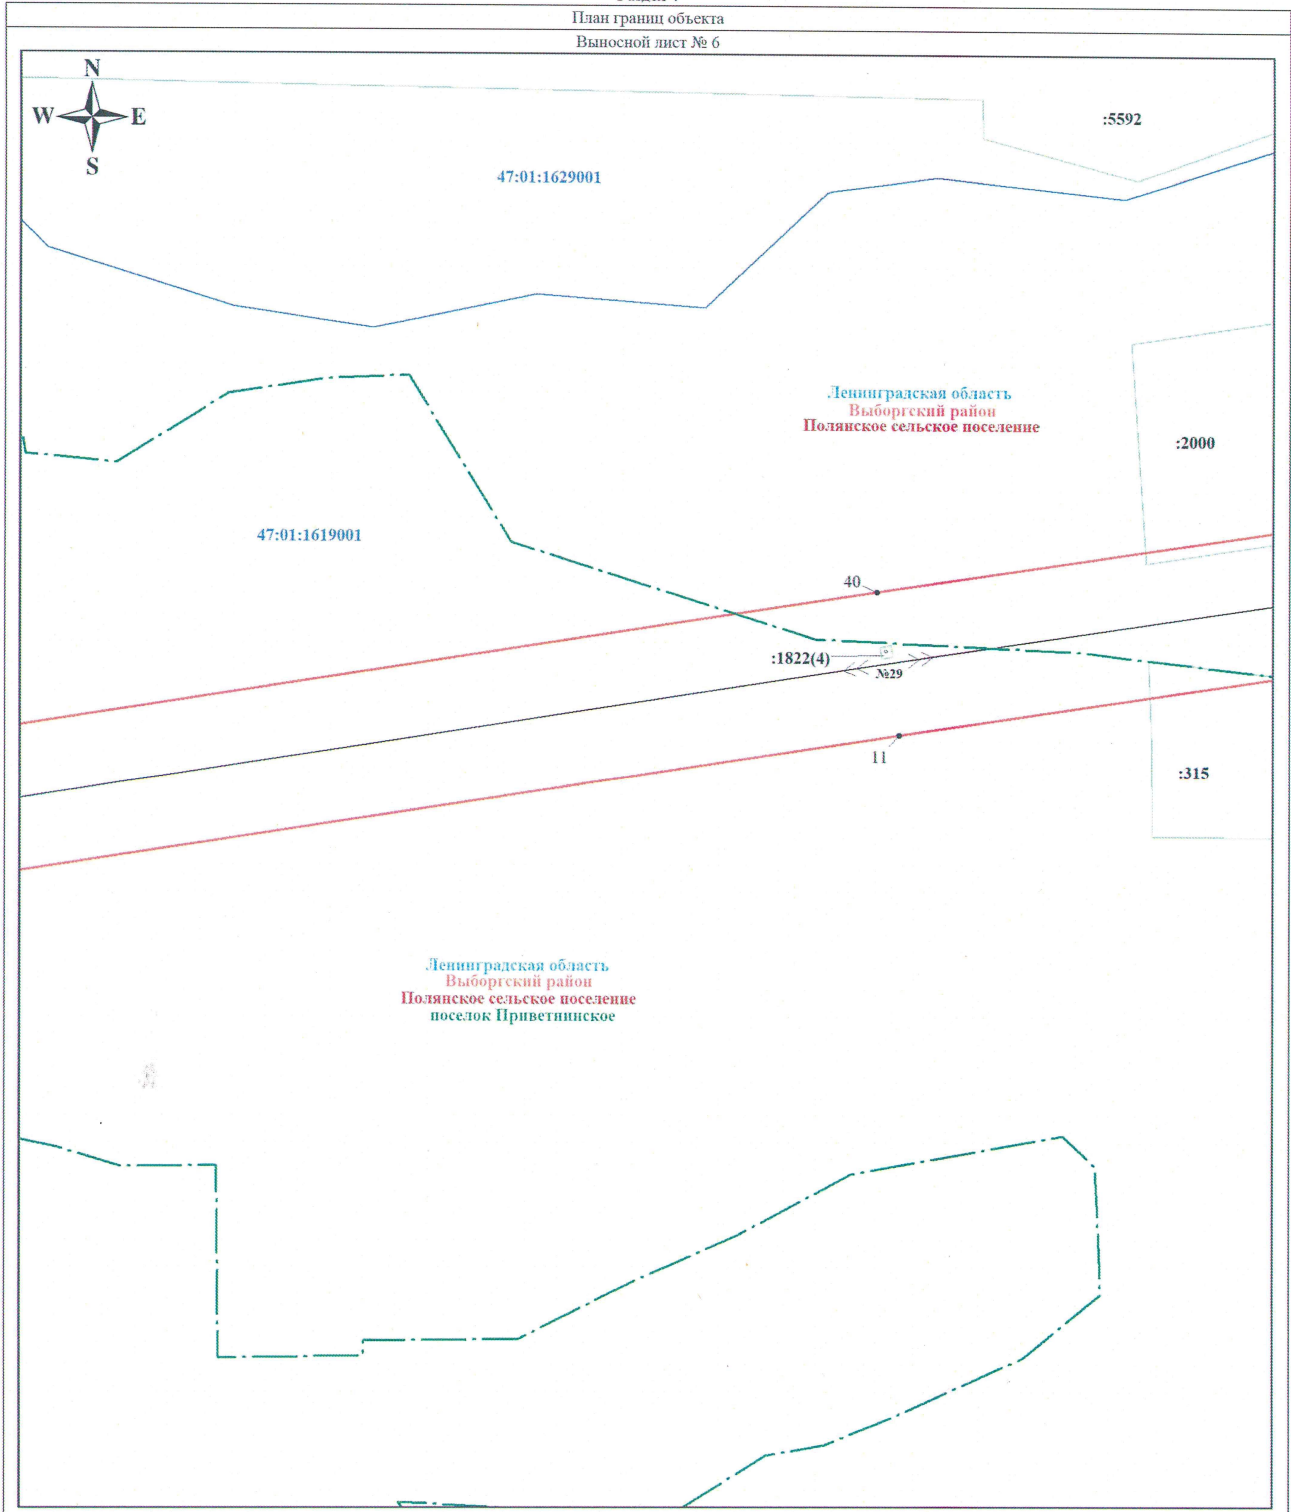 План границ объекта
Выносной лист № 6
N
W E
S
:5592
47:01:1629001
Ленинградская область
Выборгский район
Полянское сельское поселение
:2000
47:01:1619001
40
:1822(4)
№29
11
:315
Ленинградская область
Выборгский район
Полянское сельское поселение
поселок Приветнинское